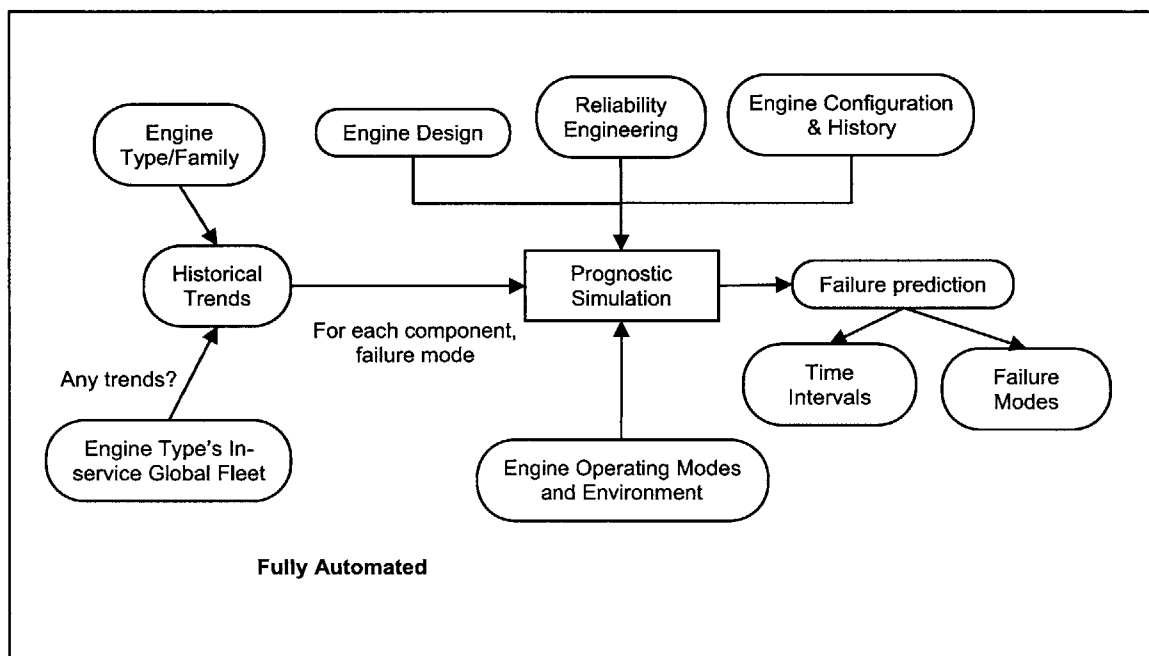 Engine
Type/Family
Engine Design
Reliability
Engineering
Engine Configuration
& History
Historical
Trends
Prognostic
Simulation
Failure prediction
For each component,
failure mode
Any trends?
Time
Intervals
Failure
Modes
Engine Type's In-
service Global Fleet
Engine Operating Modes
and Environment
Fully Automated